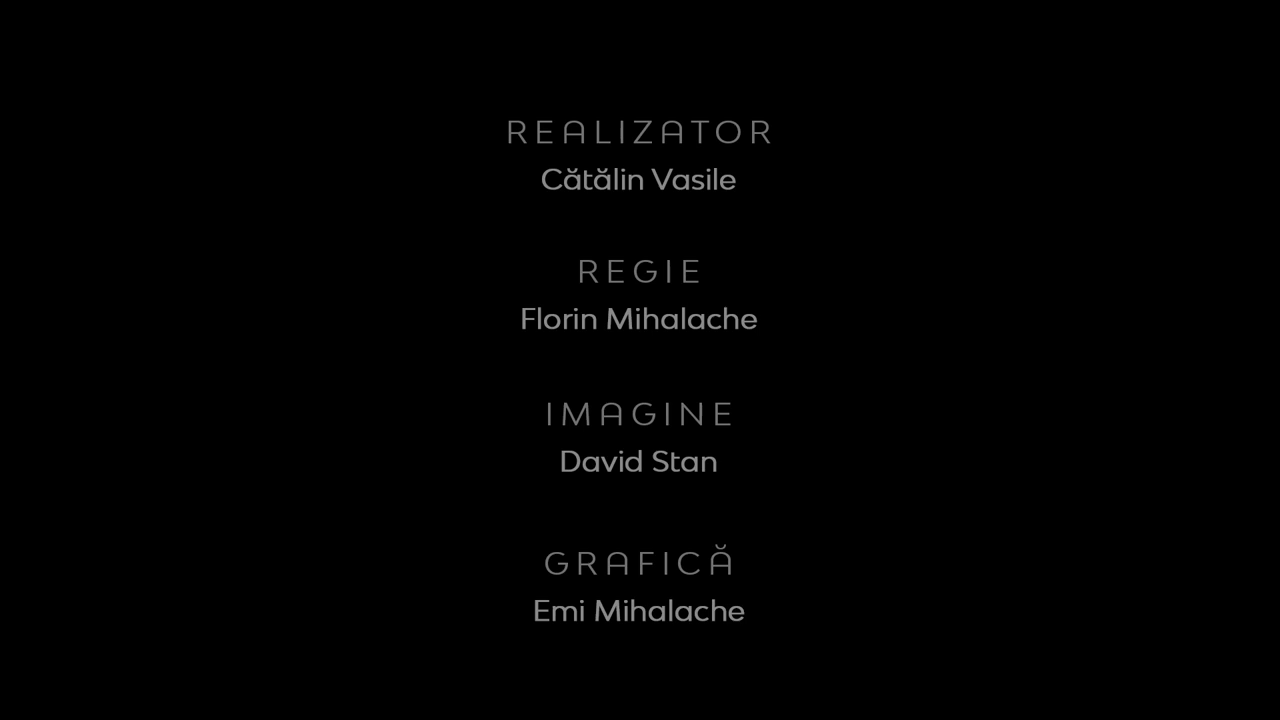 REALIZATOR
Cătălin Vasile
REGIE
Florin Mihalache
IMAGINE
David Stan
GRAFICĂ
Emi Mihalache